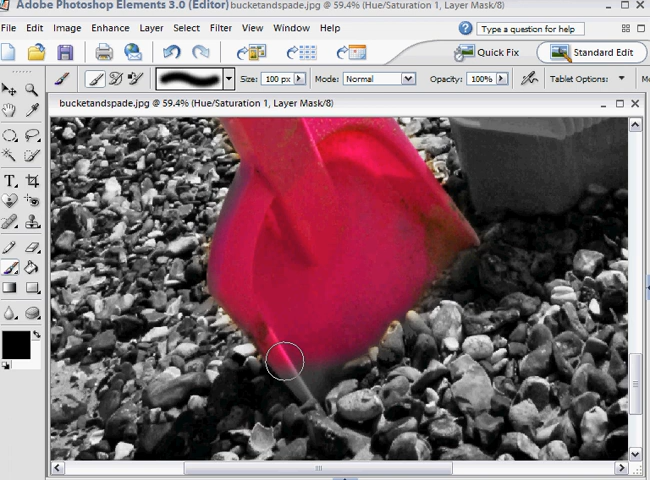 Adobe Photoshop Elements 3.0 (Editor) bucketandspade.jpg @ 59.4% (Hue/Saturation 1, Layer Mask/8)
File Edit Image Enhance Layer Select Filter View Window Help Type a question for help
Quick Fix Standard Edit
Size: 100 px Mode: Normal Opacity: 100% Tablet Options:
bucketandspade.jpg @ 59.4% (Hue/Saturation 1, Layer Mask/8)
T